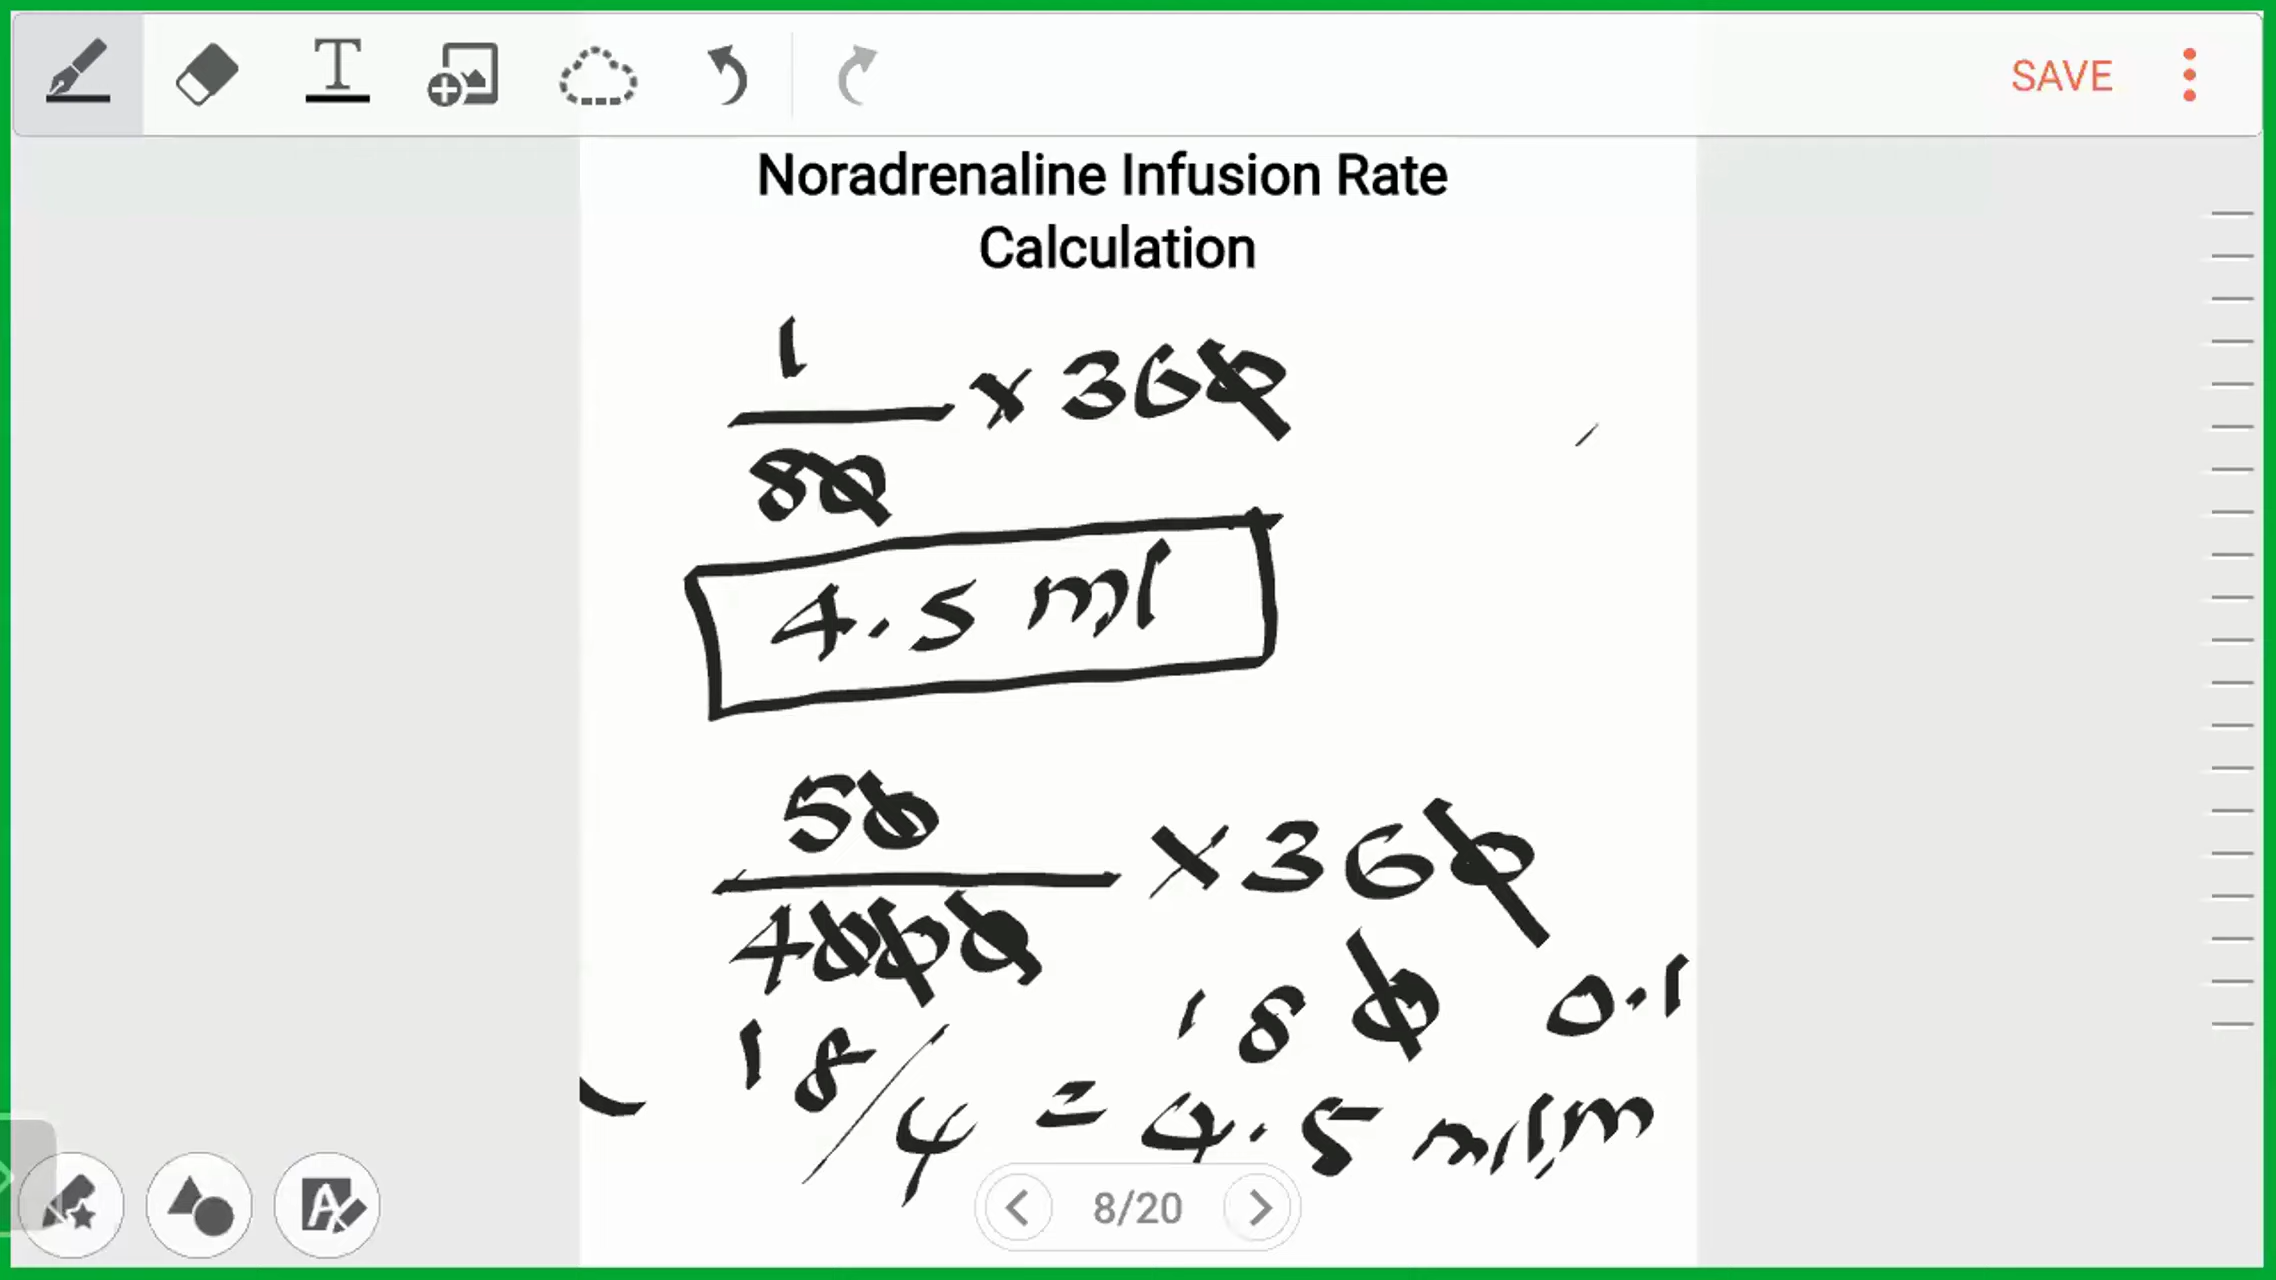 SAVE
Noradrenaline Infusion Rate
Calculation
1
x 360
80
4.5 ml
50
x 360
4000
180 0.1
18/4 = 4.5 ml/m
8/20